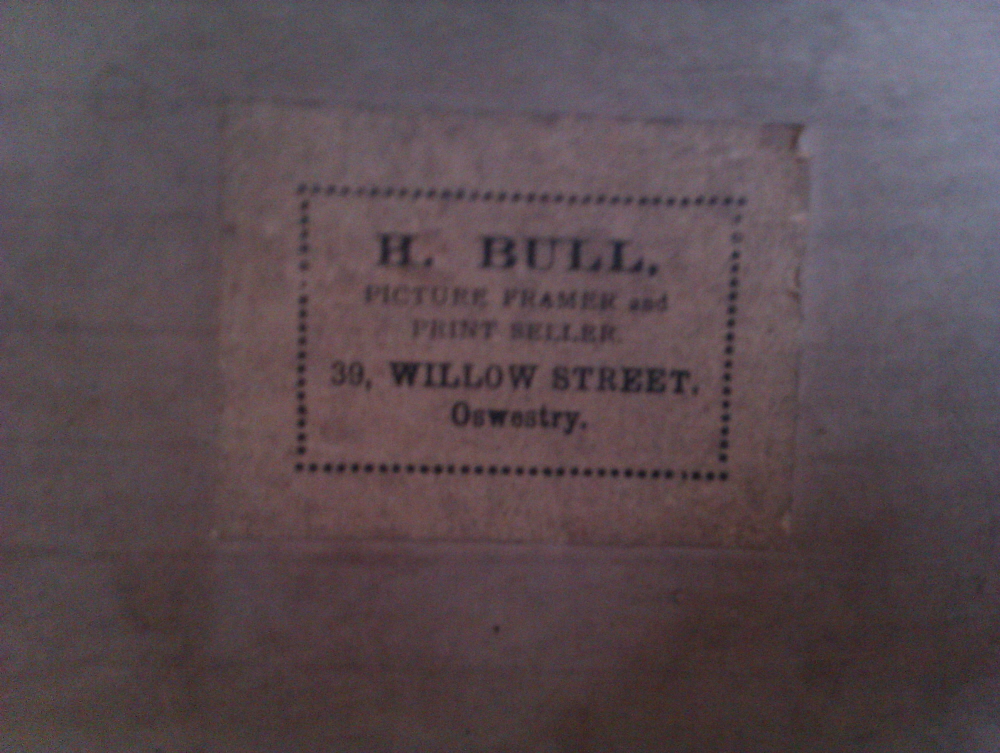 H. BULL,
PICTURE FRAMER and
PRINT SELLER.
39, WILLOW STREET,
Oswestry.